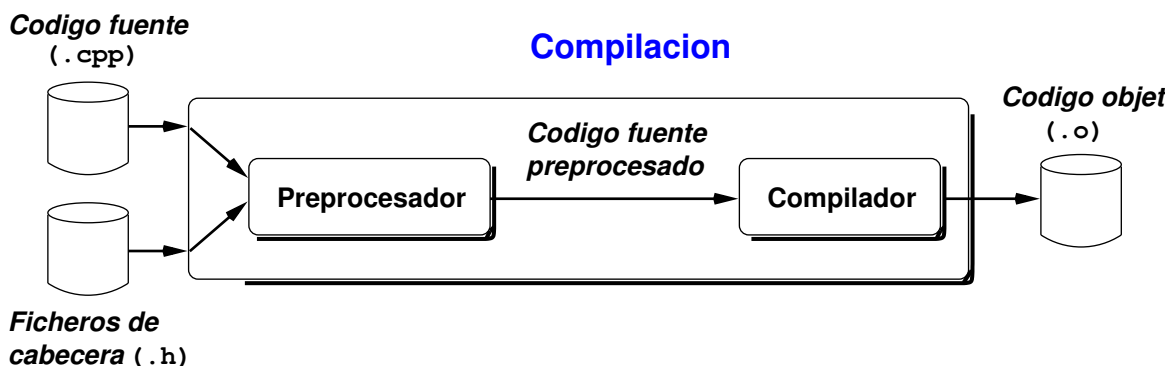 Codigo fuente
(.cpp)
Compilacion
Codigo objet
(.o)
Codigo fuente
preprocesado
Preprocesador
Compilador
Ficheros de
cabecera (.h)